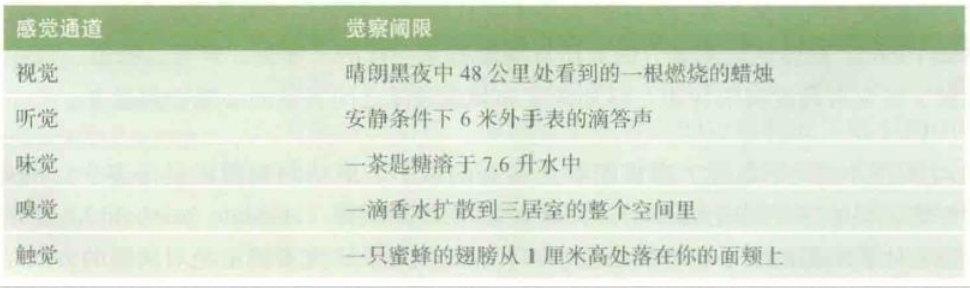 感觉通道 觉察阈限
视觉 晴朗黑夜中 48 公里处看到的一根燃烧的蜡烛
听觉 安静条件下 6 米外手表的滴答声
味觉 一茶匙糖溶于 7.6 升水中
嗅觉 一滴香水扩散到三居室的整个空间里
触觉 一只蜜蜂的翅膀从 1 厘米高处落在你的面颊上